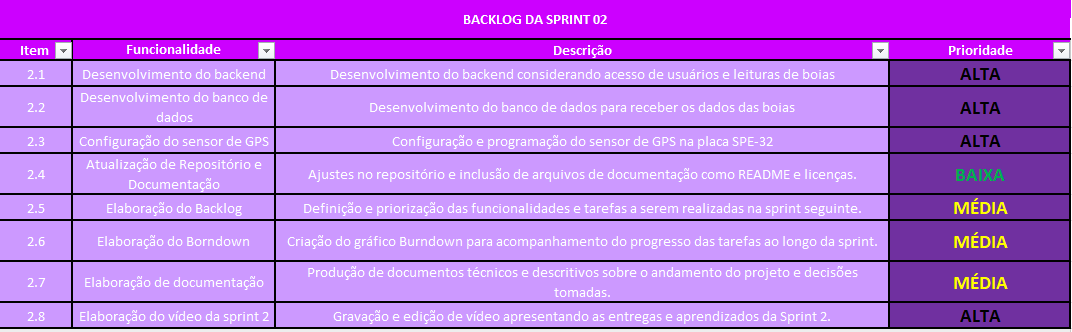 BACKLOG DA SPRINT 02
Item Funcionalidade Descrição Prioridade
2.1 Desenvolvimento do backend Desenvolvimento do backend considerando acesso de usuários e leituras de boias ALTA
2.2 Desenvolvimento do banco de
dados Desenvolvimento do banco de dados para receber os dados das boias ALTA
2.3 Configuração do sensor de GPS Configuração e programação do sensor de GPS na placa SPE-32 ALTA
2.4 Atualização de Repositório e
Documentação Ajustes no repositório e inclusão de arquivos de documentação como README e licenças. BAIXA
2.5 Elaboração do Backlog Definição e priorização das funcionalidades e tarefas a serem realizadas na sprint seguinte. MÉDIA
2.6 Elaboração do Borndown Criação do gráfico Burndown para acompanhamento do progresso das tarefas ao longo da sprint. MÉDIA
2.7 Elaboração de documentação Produção de documentos técnicos e descritivos sobre o andamento do projeto e decisões
tomadas. MÉDIA
2.8 Elaboração do vídeo da sprint 2 Gravação e edição de vídeo apresentando as entregas e aprendizados da Sprint 2. ALTA